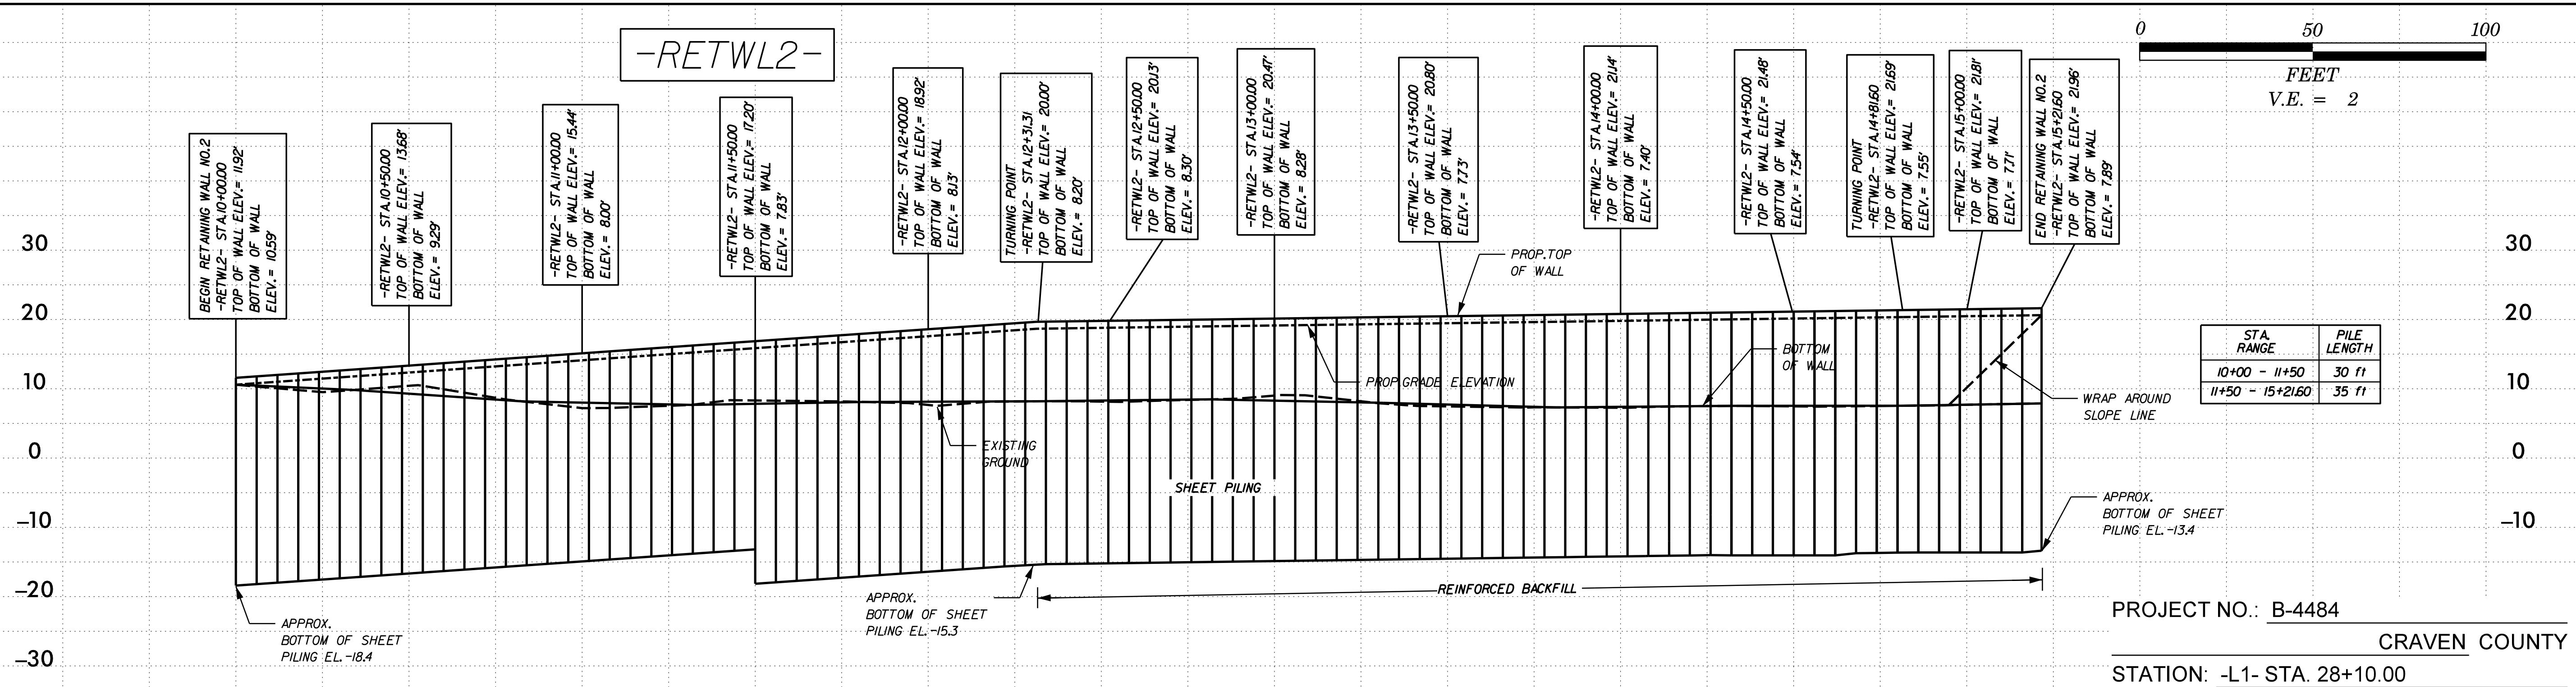 -RETWL2-
0 50 100
FEET
V.E. = 2
BEGIN RETAINING WALL NO.2
-RETWL2- STA.10+00.00
TOP OF WALL ELEV.= 11.92'
BOTTOM OF WALL
ELEV.= 10.59'
-RETWL2- STA.10+50.00
TOP OF WALL ELEV.= 13.68'
BOTTOM OF WALL
ELEV.= 9.29'
-RETWL2- STA.11+00.00
TOP OF WALL ELEV.= 15.44'
BOTTOM OF WALL
ELEV.= 8.00'
-RETWL2- STA.11+50.00
TOP OF WALL ELEV.= 17.20'
BOTTOM OF WALL
ELEV.= 7.83'
-RETWL2- STA.12+00.00
TOP OF WALL ELEV.= 18.92'
BOTTOM OF WALL
ELEV.= 8.13'
TURNING POINT
-RETWL2- STA.12+31.31
TOP OF WALL ELEV.= 20.00'
BOTTOM OF WALL
ELEV.= 8.20'
-RETWL2- STA.12+50.00
TOP OF WALL ELEV.= 20.13'
BOTTOM OF WALL
ELEV.= 8.30'
-RETWL2- STA.13+00.00
TOP OF WALL ELEV.= 20.47'
BOTTOM OF WALL
ELEV.= 8.28'
-RETWL2- STA.13+50.00
TOP OF WALL ELEV.= 20.80'
BOTTOM OF WALL
ELEV.= 7.73'
-RETWL2- STA.14+00.00
TOP OF WALL ELEV.= 21.14'
BOTTOM OF WALL
ELEV.= 7.40'
-RETWL2- STA.14+50.00
TOP OF WALL ELEV.= 21.48'
BOTTOM OF WALL
ELEV.= 7.54'
TURNING POINT
-RETWL2- STA.14+81.60
TOP OF WALL ELEV.= 21.69'
BOTTOM OF WALL
ELEV.= 7.55'
-RETWL2- STA.15+00.00
TOP OF WALL ELEV.= 21.81'
BOTTOM OF WALL
ELEV.= 7.71'
END RETAINING WALL NO.2
-RETWL2- STA.15+21.60
TOP OF WALL ELEV.= 21.96'
BOTTOM OF WALL
ELEV.= 7.89'
30 30
PROP.TOP
OF WALL
20 20
STA. RANGE PILE LENGTH
10+00 - 11+50 30 ft
11+50 - 15+21.60 35 ft
BOTTOM
OF WALL
10 10
PROP.GRADE ELEVATION
WRAP AROUND
SLOPE LINE
EXISTING
GROUND
0 0
SHEET PILING
APPROX.
BOTTOM OF SHEET
PILING EL.-13.4
-10 -10
-20
REINFORCED BACKFILL
APPROX.
BOTTOM OF SHEET
PILING EL.-15.3
APPROX.
BOTTOM OF SHEET
PILING EL.-18.4
-30
PROJECT NO.: B-4484
CRAVEN COUNTY
STATION: -L1- STA. 28+10.00